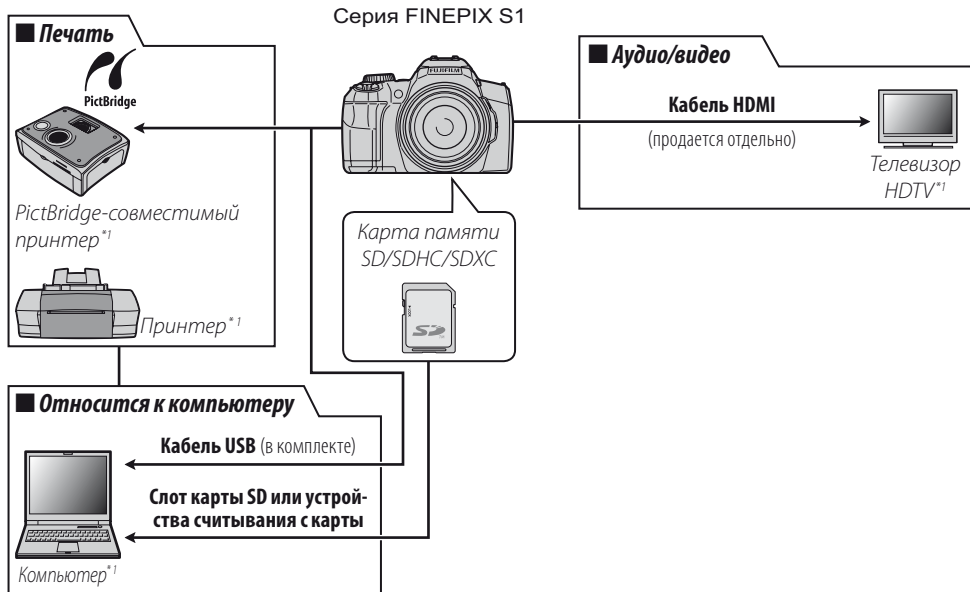 Серия FINEPIX S1
■ Печать
PictBridge
PictBridge-совместимый
принтер*1
Принтер*1
FUJIFILM
Карта памяти
SD/SDHC/SDXC
SD
■ Аудио/видео
Кабель HDMI
(продается отдельно)
Телевизор
HDTV*1
■ Относится к компьютеру
Кабель USB (в комплекте)
Слот карты SD или устрой-
ства считывания с карты
Компьютер*1